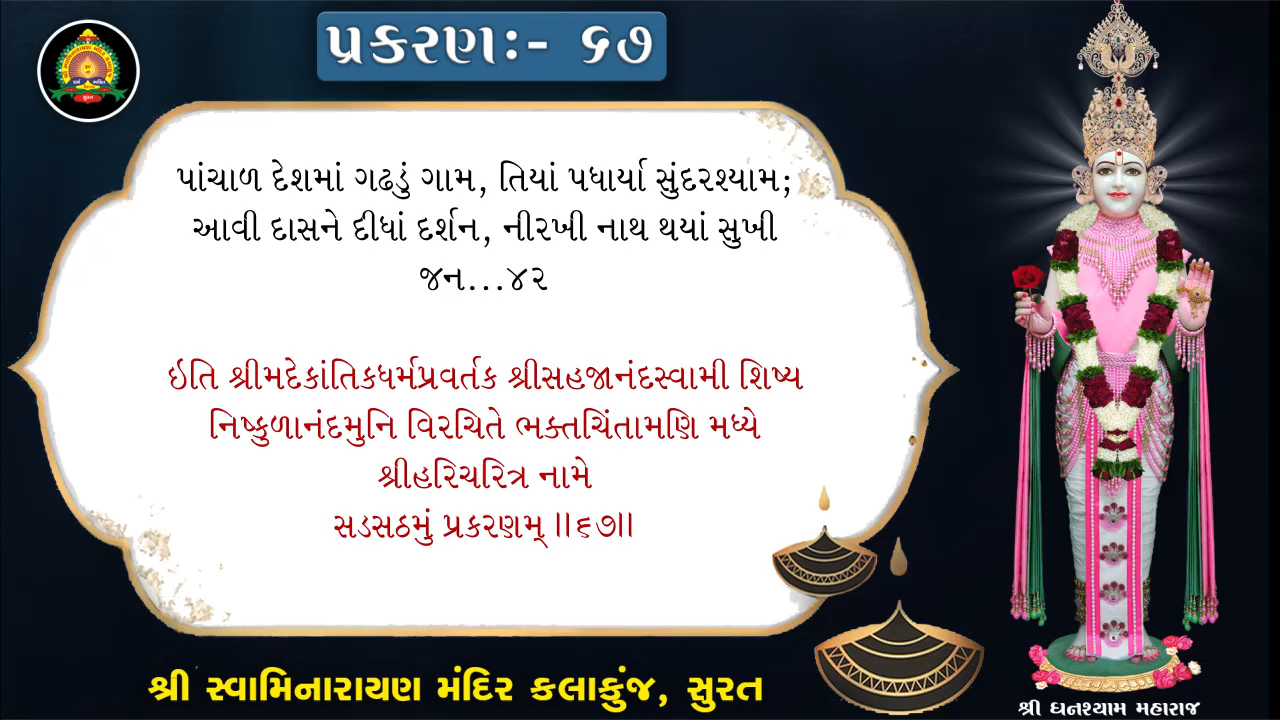 પ્રકરણઃ- ૬૭
પાંચાળ દેશમાં ગઢડું ગામ, તિયાં પધાર્યા સુંદરશ્યામ;
આવી દાસને દીધાં દર્શન, નીરખી નાથ થયાં સુખી
જન...૪૨
ઇતિ શ્રીમદેકાંતિકધર્મપ્રવર્તક શ્રીસહજાનંદસ્વામી શિષ્ય
નિષ્કુળાનંદમુનિ વિરચિતે ભક્તચિંતામણિ મધ્યે
શ્રીહરિચરિત્ર નામે
સડસઠમું પ્રકરણમ્ ॥૬૭॥
શ્રી સ્વામિનારાયણ મંદિર કલાકુંજ, સુરત
શ્રી ઘનશ્યામ મહારાજ